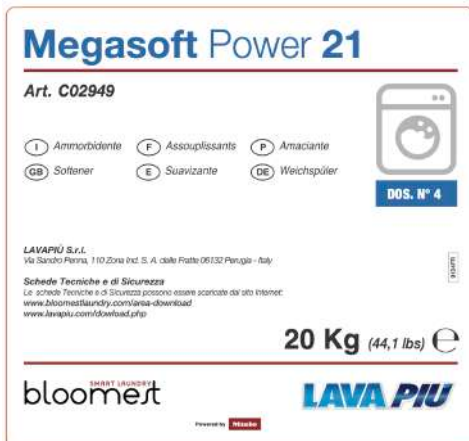 Megasoft Power 21
Art. C02949
I Ammorbidente F Assouplissants P Amaciante
GB Softener E Suavizante DE Weichspüler
DOS. N° 4
LAVAPIÙ S.r.l.
Via Sandro Penna, 110 Zona Ind. S. A. delle Fratte 06132 Perugia - Italy
Schede Tecniche e di Sicurezza
Le schede Tecniche e di Sicurezza possono essere scaricate dal sito Internet:
www.bloomestlaundry.com/area-download
www.lavapiu.com/dowload.php
20 Kg (44,1 lbs) e
SMART LAUNDRY
bloomest
LAVA PIU
Powered by Miele